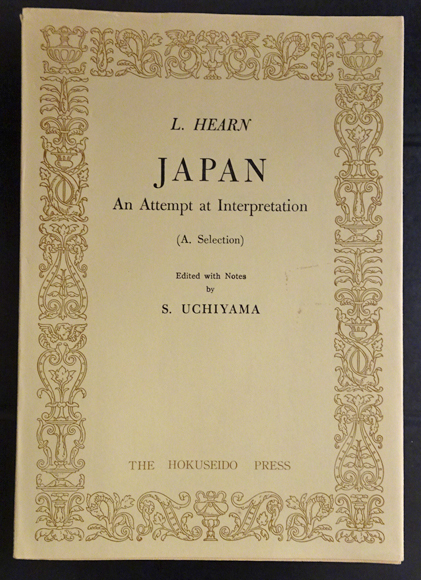 L. HEARN
JAPAN
An Attempt at Interpretation
(A. Selection)
Edited with Notes
by
S. UCHIYAMA
THE HOKUSEIDO PRESS